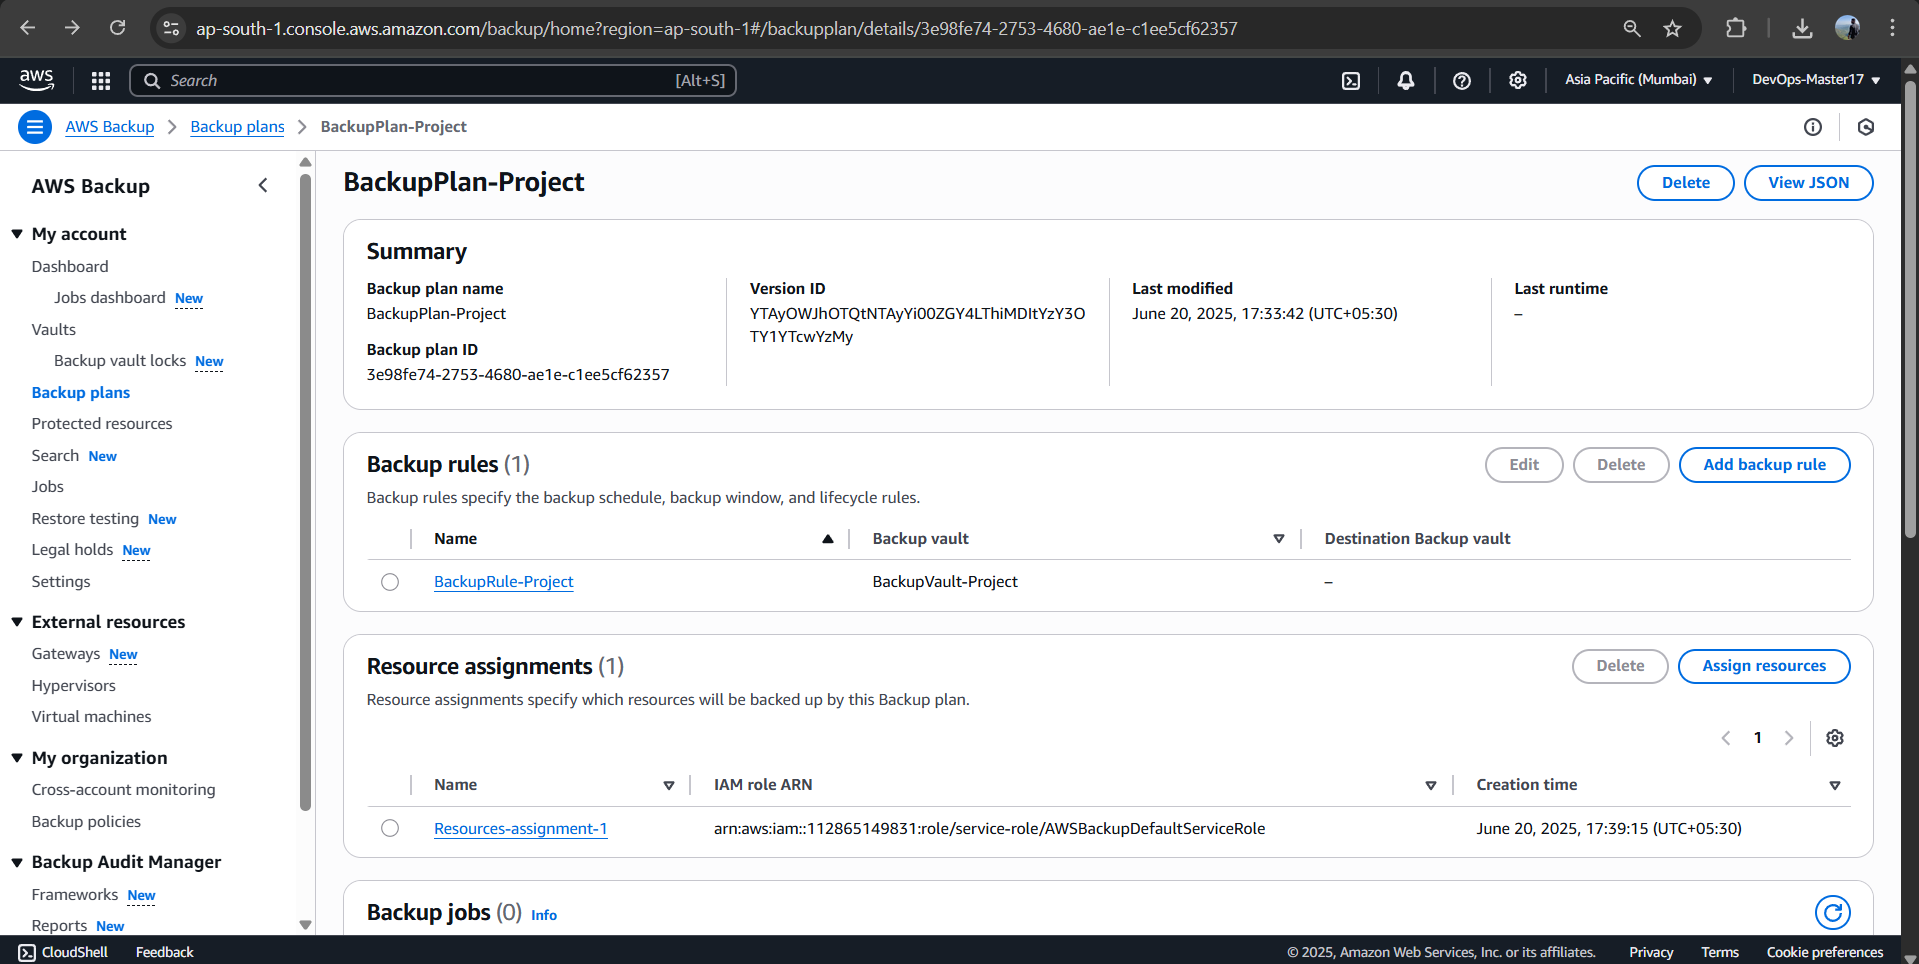 ap-south-1.console.aws.amazon.com/backup/home?region=ap-south-1#/backupplan/details/3e98fe74-2753-4680-ae1e-c1ee5cf62357
aws
Search
[Alt+S]
Asia Pacific (Mumbai)
DevOps-Master17
AWS Backup
Backup plans
BackupPlan-Project
AWS Backup
My account
Dashboard
Jobs dashboard New
Vaults
Backup vault locks New
Backup plans
Protected resources
Search New
Jobs
Restore testing New
Legal holds New
Settings
External resources
Gateways New
Hypervisors
Virtual machines
My organization
Cross-account monitoring
Backup policies
Backup Audit Manager
Frameworks New
Reports New
BackupPlan-Project
Delete
View JSON
Summary
Backup plan name
BackupPlan-Project
Backup plan ID
3e98fe74-2753-4680-ae1e-c1ee5cf62357
Version ID
YTAyOWJhOTQtNTAyYi00ZGY4LThiMDItYzY3O
TY1YTcwYzMy
Last modified
June 20, 2025, 17:33:42 (UTC+05:30)
Last runtime
–
Backup rules (1)
Edit
Delete
Add backup rule
Backup rules specify the backup schedule, backup window, and lifecycle rules.
Name
Backup vault
Destination Backup vault
BackupRule-Project
BackupVault-Project
–
Resource assignments (1)
Delete
Assign resources
Resource assignments specify which resources will be backed up by this Backup plan.
1
Name
IAM role ARN
Creation time
Resources-assignment-1
arn:aws:iam::112865149831:role/service-role/AWSBackupDefaultServiceRole
June 20, 2025, 17:39:15 (UTC+05:30)
Backup jobs (0) Info
CloudShell
Feedback
© 2025, Amazon Web Services, Inc. or its affiliates.
Privacy
Terms
Cookie preferences